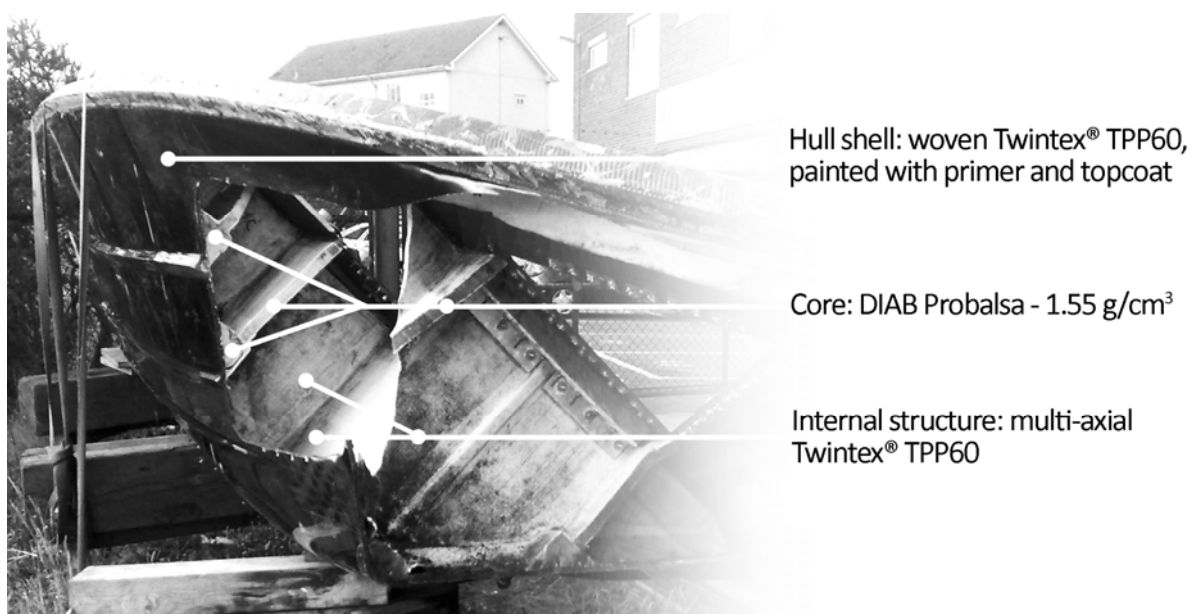 Hull shell: woven Twintex® TPP60,
painted with primer and topcoat
Core: DIAB Probalsa - 1.55 g/cm³
Internal structure: multi-axial
Twintex® TPP60